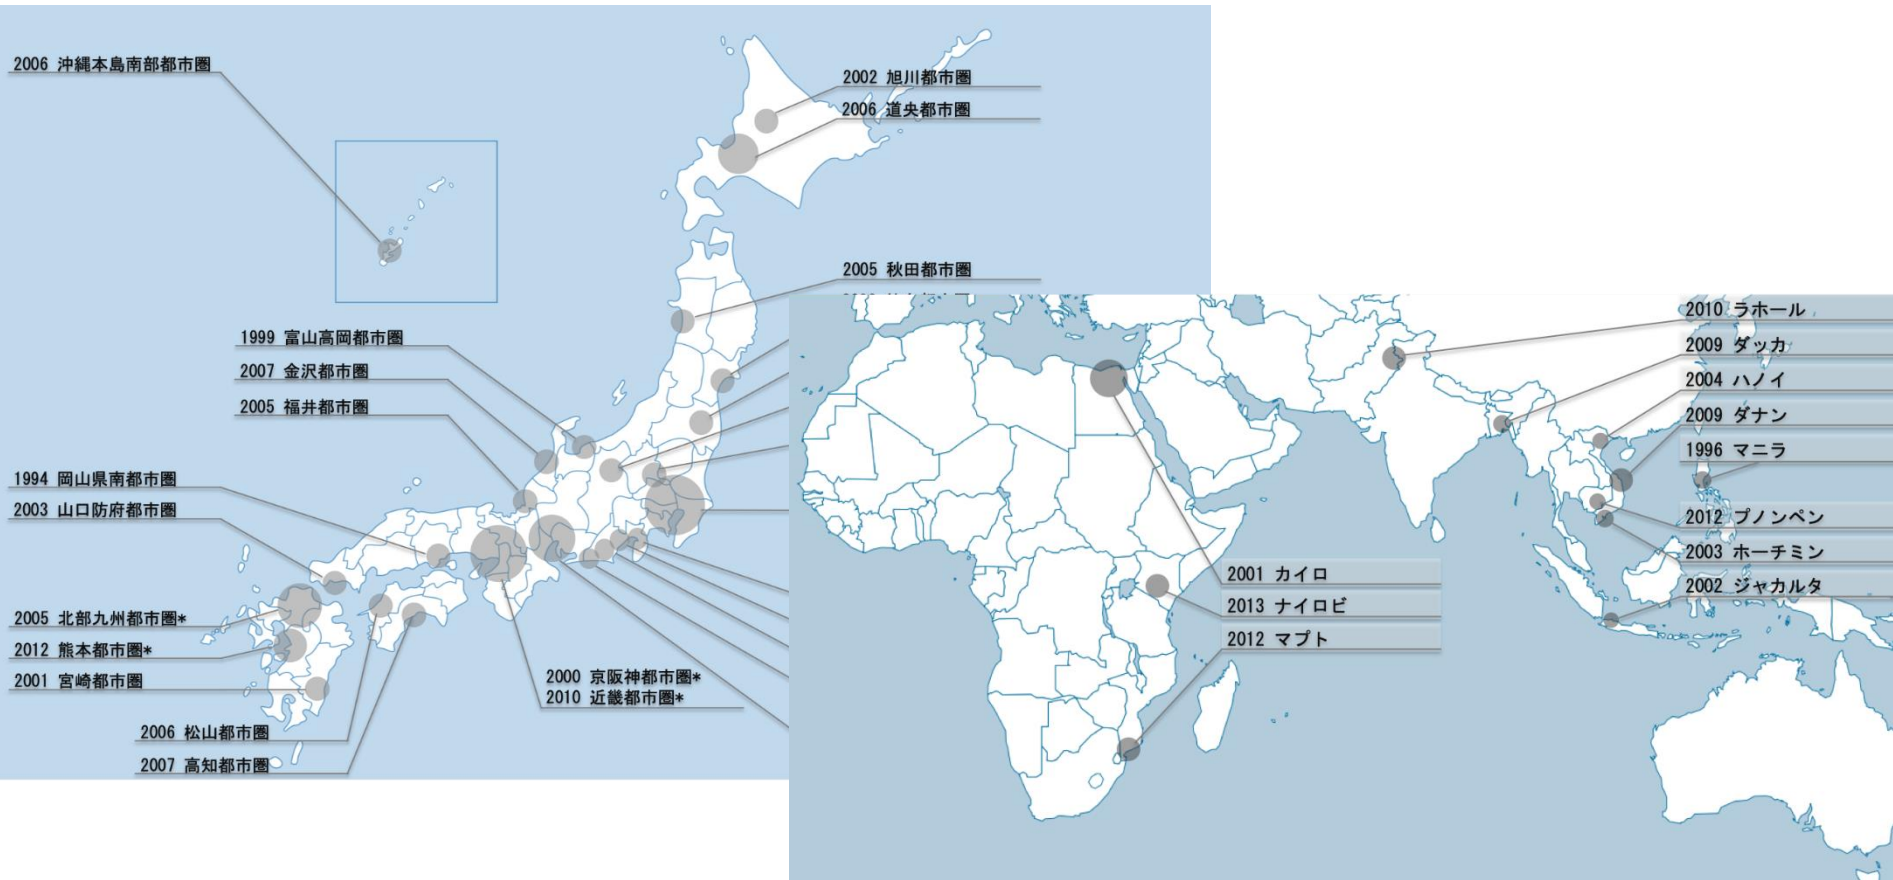 2006 沖縄本島南部都市圏
2002 旭川都市圏
2006 道央都市圏
2005 秋田都市圏
1999 富山高岡都市圏
2007 金沢都市圏
2005 福井都市圏
1994 岡山県南都市圏
2003 山口防府都市圏
2005 北部九州都市圏*
2012 熊本都市圏*
2001 宮崎都市圏
2006 松山都市圏
2007 高知都市圏
2000 京阪神都市圏*
2010 近畿都市圏*
2001 カイロ
2013 ナイロビ
2012 マプト
2010 ラホール
2009 ダッカ
2004 ハノイ
2009 ダナン
1996 マニラ
2012 プノンペン
2003 ホーチミン
2002 ジャカルタ